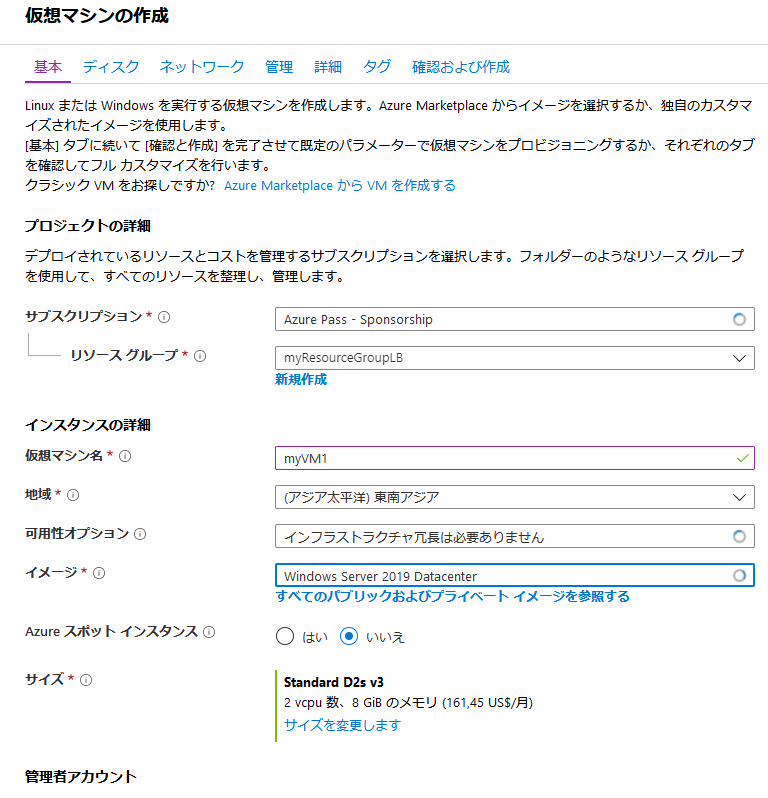 仮想マシンの作成
基本 ディスク ネットワーク 管理 詳細 タグ 確認および作成
Linux または Windows を実行する仮想マシンを作成します。Azure Marketplace からイメージを選択するか、独自のカスタマ
イズされたイメージを使用します。
[基本] タブに続いて [確認と作成] を完了させて既定のパラメーターで仮想マシンをプロビジョニングするか、それぞれのタブ
を確認してフル カスタマイズを行います。
クラシック VM をお探しですか? Azure Marketplace から VM を作成する
プロジェクトの詳細
デプロイされているリソースとコストを管理するサブスクリプションを選択します。フォルダーのようなリソース グループ
を使用して、すべてのリソースを整理し、管理します。
サブスクリプション * Azure Pass - Sponsorship
リソース グループ * myResourceGroupLB
新規作成
インスタンスの詳細
仮想マシン名 * myVM1
地域 * (アジア太平洋) 東南アジア
可用性オプション インフラストラクチャ冗長は必要ありません
イメージ * Windows Server 2019 Datacenter
すべてのパブリックおよびプライベート イメージを参照する
Azure スポット インスタンス はい いいえ
サイズ * Standard D2s v3
2 vcpu 数、8 GiB のメモリ (161,45 US$/月)
サイズを変更します
管理者アカウント